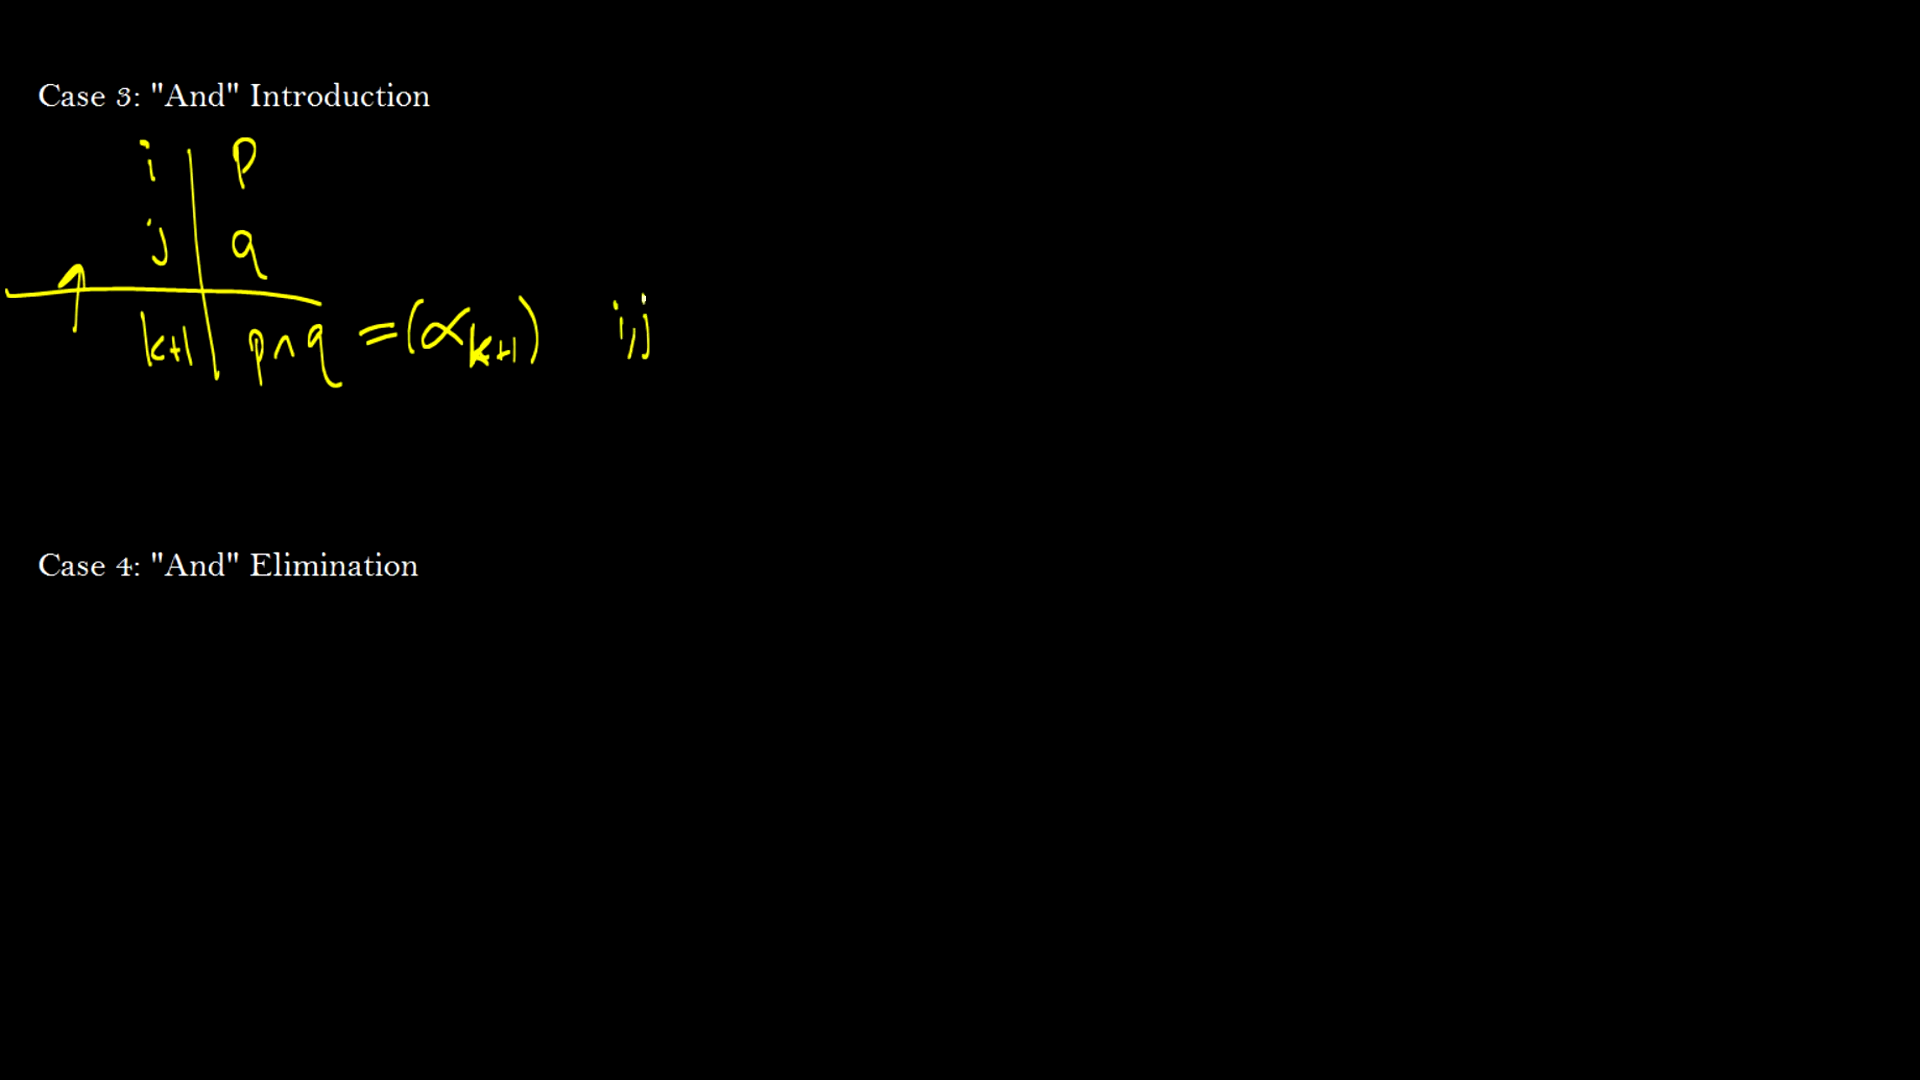 Case 3: "And" Introduction
i p
j q
k+1 p∧q = (α_{k+1}) i,j
Case 4: "And" Elimination